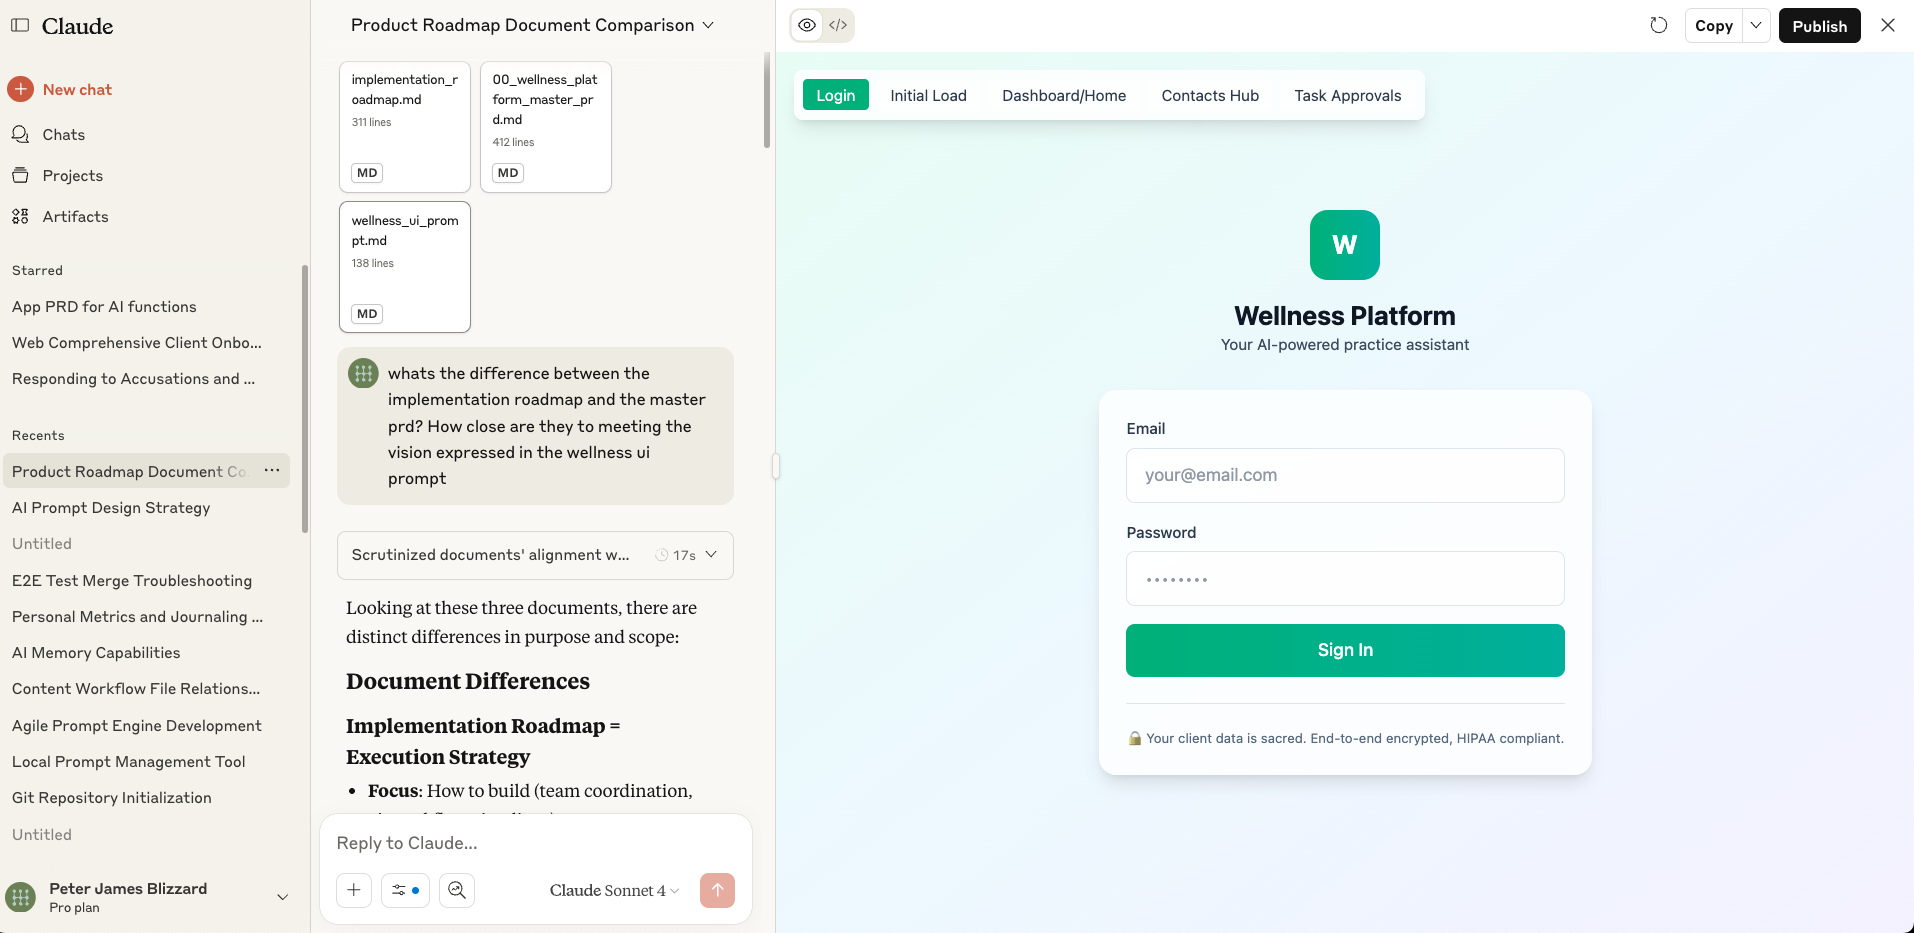 Claude
New chat
Chats
Projects
Artifacts
Starred
App PRD for AI functions
Web Comprehensive Client Onbo...
Responding to Accusations and ...
Recents
Product Roadmap Document Co
AI Prompt Design Strategy
Untitled
E2E Test Merge Troubleshooting
Personal Metrics and Journaling ...
AI Memory Capabilities
Content Workflow File Relations...
Agile Prompt Engine Development
Local Prompt Management Tool
Git Repository Initialization
Untitled
Peter James Blizzard
Pro plan
Product Roadmap Document Comparison
implementation_r
oadmap.md
311 lines
MD
00_wellness_plat
form_master_pr
d.md
412 lines
MD
wellness_ui_prom
pt.md
138 lines
MD
whats the difference between the
implementation roadmap and the master
prd? How close are they to meeting the
vision expressed in the wellness ui
prompt
Scrutinized documents' alignment w... 17s
Looking at these three documents, there are
distinct differences in purpose and scope:
Document Differences
Implementation Roadmap =
Execution Strategy
• Focus: How to build (team coordination,
Reply to Claude...
Claude Sonnet 4
</> Copy Publish
Login Initial Load Dashboard/Home Contacts Hub Task Approvals
W
Wellness Platform
Your AI-powered practice assistant
Email
your@email.com
Password
••••••••
Sign In
🔒 Your client data is sacred. End-to-end encrypted, HIPAA compliant.